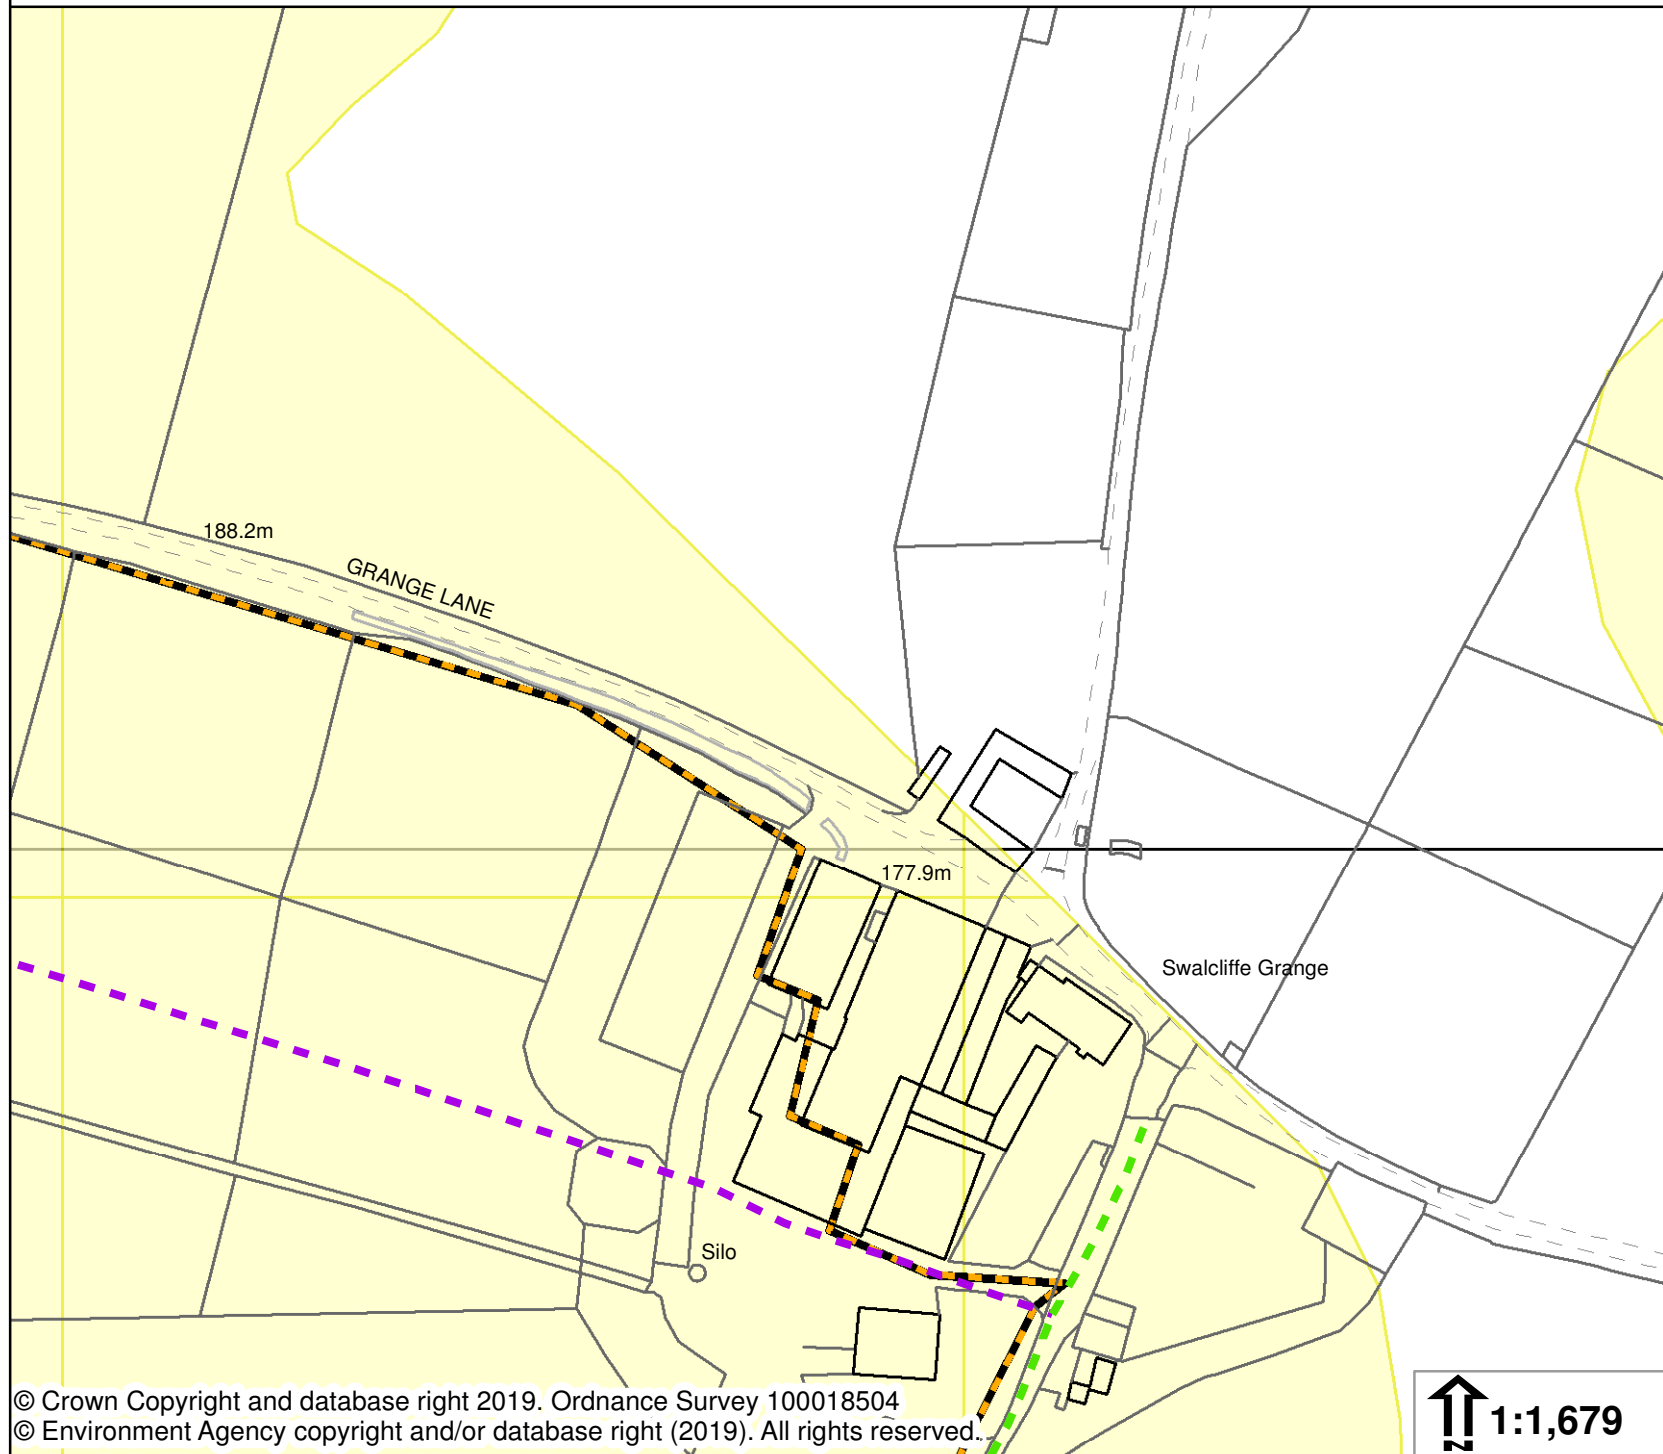 188.2m
GRANGE LANE
177.9m
Swalcliffe Grange
Silo
© Crown Copyright and database right 2019. Ordnance Survey 100018504
© Environment Agency copyright and/or database right (2019). All rights reserved.
1:1,679
N